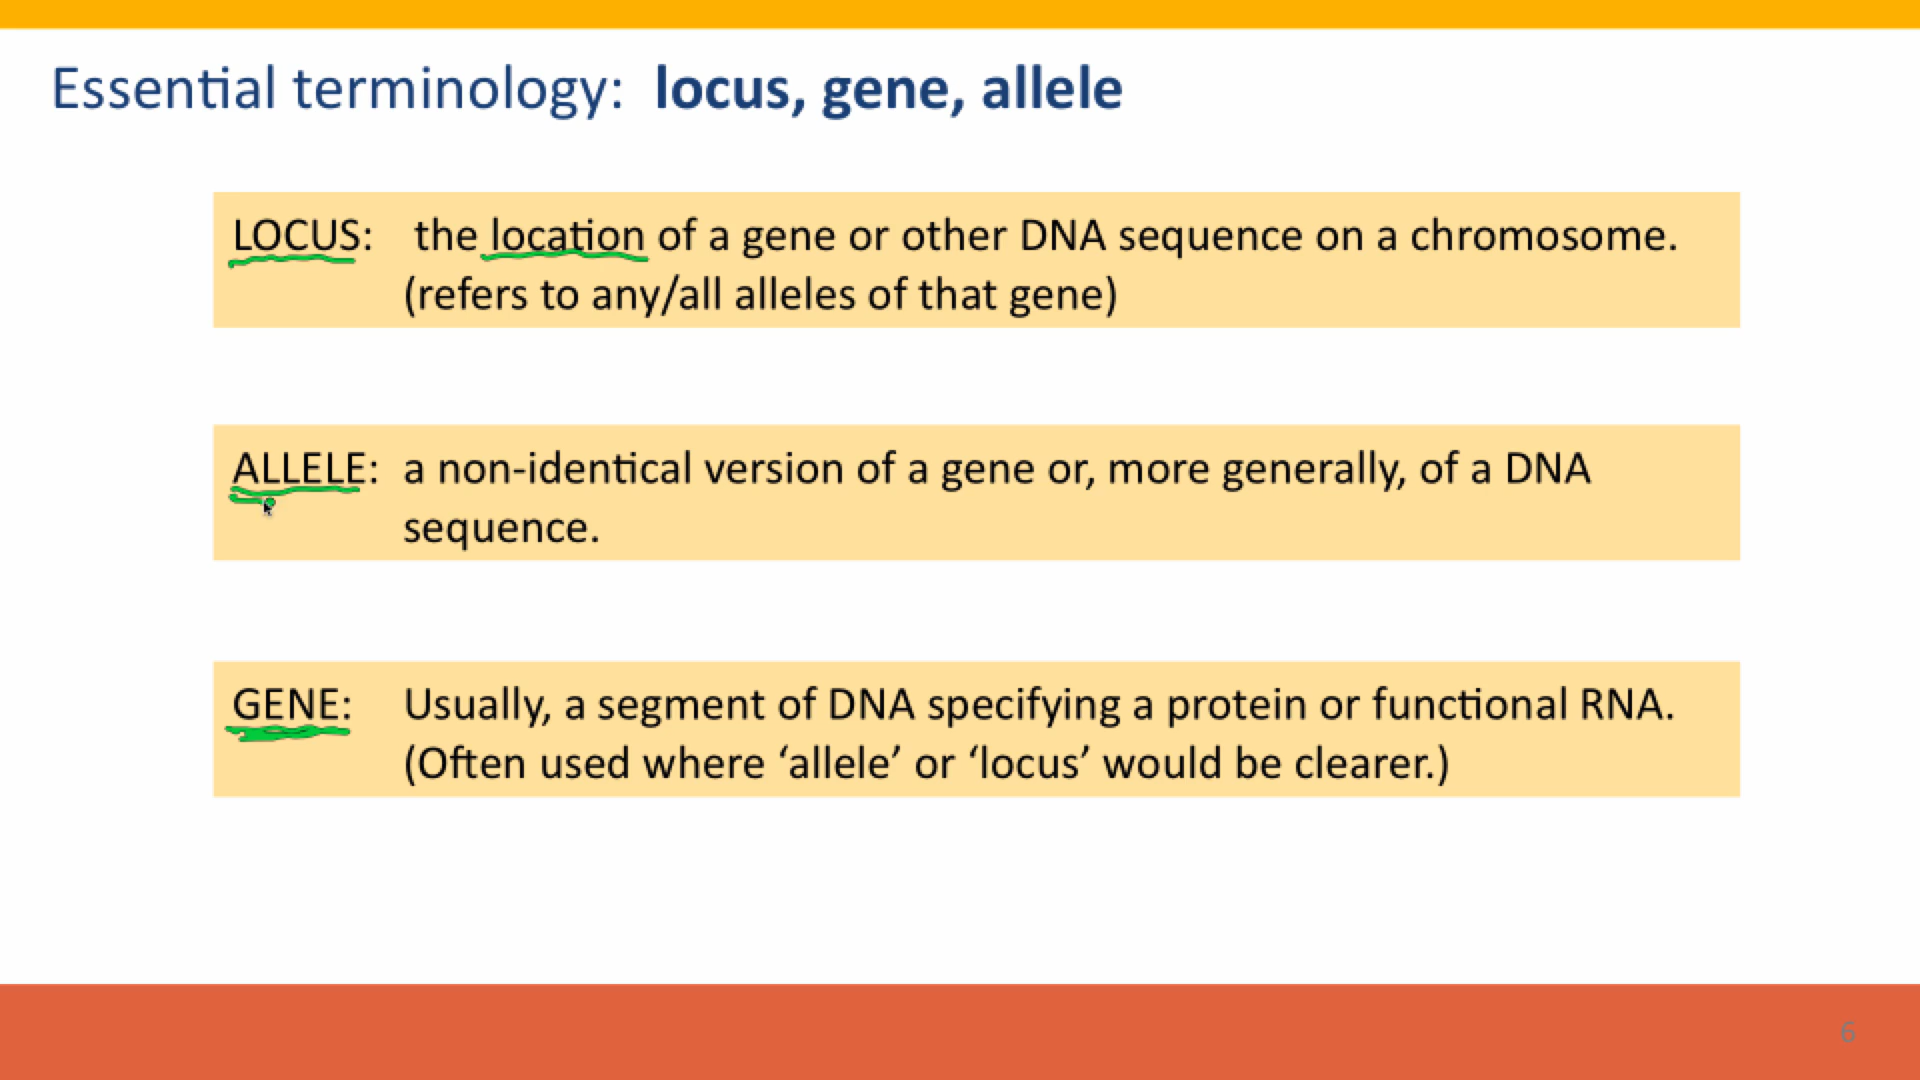 Essential terminology: locus, gene, allele
LOCUS: the location of a gene or other DNA sequence on a chromosome.
(refers to any/all alleles of that gene)
ALLELE: a non-identical version of a gene or, more generally, of a DNA
sequence.
GENE: Usually, a segment of DNA specifying a protein or functional RNA.
(Often used where ‘allele’ or ‘locus’ would be clearer.)
6